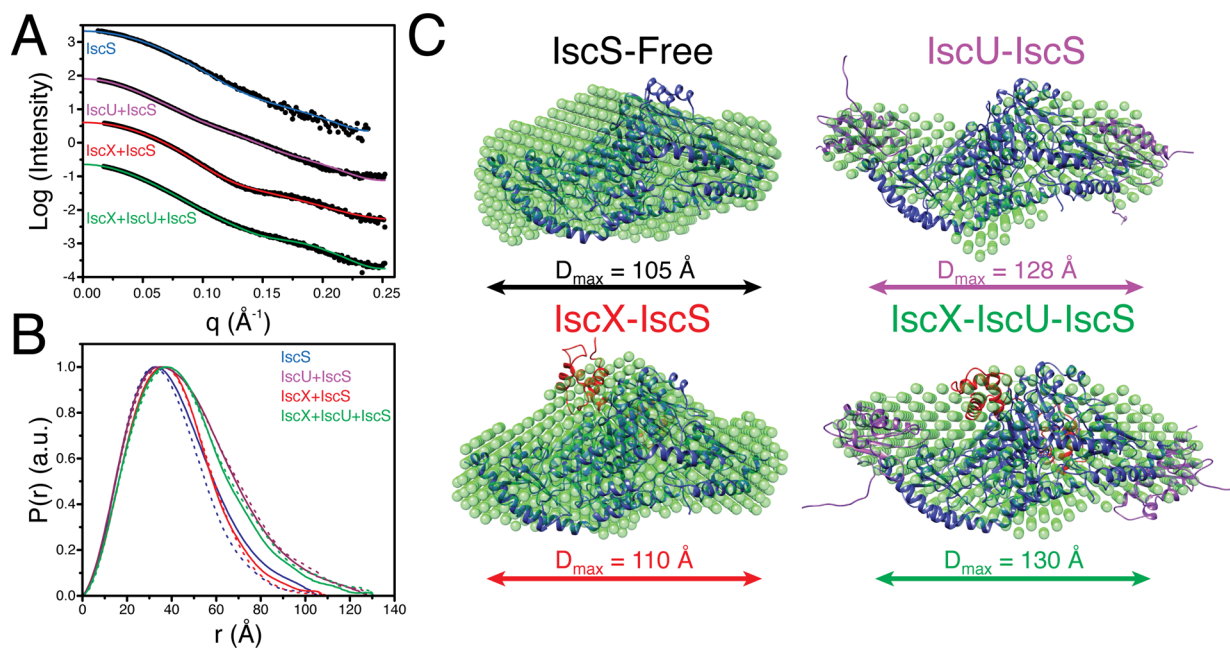 A
Log (Intensity)
3
2
1
0
-1
-2
-3
-4
IscS
IscU+IscS
IscX+IscS
IscX+IscU+IscS
0.00 0.05 0.10 0.15 0.20 0.25
q (Å⁻¹)
B
P(r) (a.u.)
1.0
0.8
0.6
0.4
0.2
0.0
IscS
IscU+IscS
IscX+IscS
IscX+IscU+IscS
0 20 40 60 80 100 120 140
r (Å)
C
IscS-Free
Dmax = 105 Å
IscU-IscS
Dmax = 128 Å
IscX-IscS
Dmax = 110 Å
IscX-IscU-IscS
Dmax = 130 Å